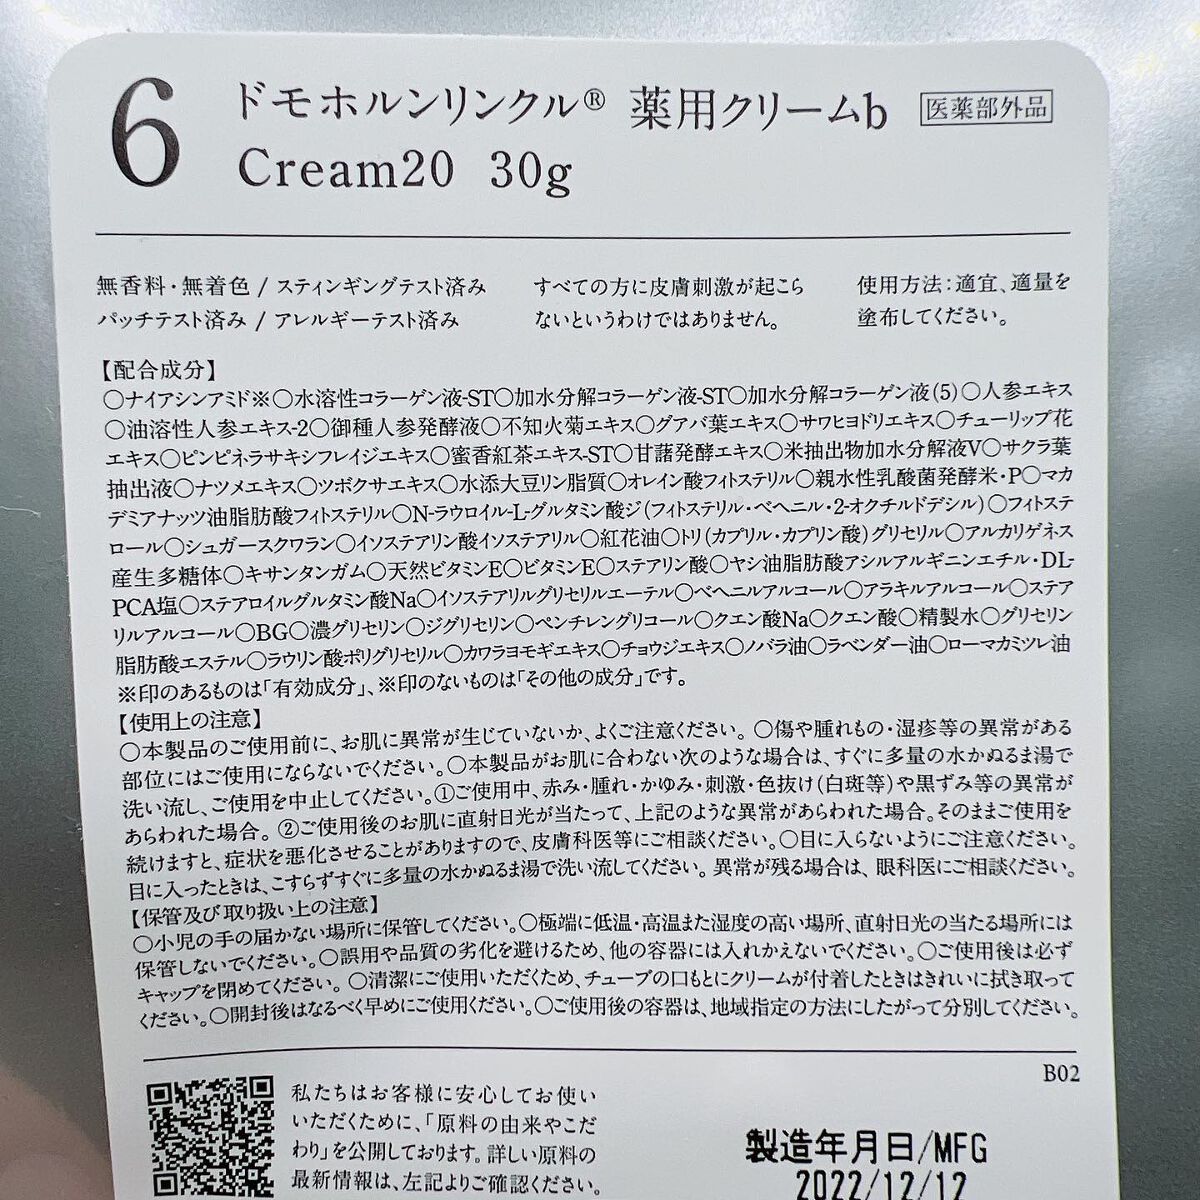 6
ドモホルンリンクル® 薬用クリームb 医薬部外品
Cream20 30g
無香料・無着色 / スティンギングテスト済み
パッチテスト済み / アレルギーテスト済み
すべての方に皮膚刺激が起こら
ないというわけではありません。
使用方法:適宜、適量を
塗布してください。
【配合成分】
○ナイアシンアミド※○水溶性コラーゲン液-ST○加水分解コラーゲン液-ST○加水分解コラーゲン液(5)○人参エキス
○油溶性人参エキス-2○御種人参発酵液○不知火菊エキス○グアバ葉エキス○サワヒヨドリエキス○チューリップ花
エキス○ピンピネラサキシフレイジエキス○蜜香紅茶エキス-ST○甘藷発酵エキス○米抽出物加水分解液V○サクラ葉
抽出液○ナツメエキス○ツボクサエキス○水添大豆リン脂質○オレイン酸フィトステリル○親水性乳酸菌発酵米・P○マカ
デミアナッツ油脂肪酸フィトステリル○N-ラウロイル-L-グルタミン酸ジ(フィトステリル・ベヘニル・2-オクチルドデシル)○フィトステ
ロール○シュガースクワラン○イソステアリン酸イソステアリル○紅花油○トリ(カプリル・カプリン酸)グリセリル○アルカリゲネス
産生多糖体○キサンタンガム○天然ビタミンE○ビタミンE○ステアリン酸○ヤシ油脂肪酸アシルアルギニンエチル・DL-
PCA塩○ステアロイルグルタミン酸Na○イソステアリルグリセリルエーテル○ベヘニルアルコール○アラキルアルコール○ステア
リルアルコール○BG○濃グリセリン○ジグリセリン○ペンチレングリコール○クエン酸Na○クエン酸○精製水○グリセリン
脂肪酸エステル○ラウリン酸ポリグリセリル○カワラヨモギエキス○チョウジエキス○ノバラ油○ラベンダー油○ローマカミツレ油
※印のあるものは「有効成分」、※印のないものは「その他の成分」です。
【使用上の注意】
○本製品のご使用前に、お肌に異常が生じていないか、よくご注意ください。○傷や腫れもの・湿疹等の異常がある
部位にはご使用にならないでください。○本製品がお肌に合わない次のような場合は、すぐに多量の水かぬるま湯で
洗い流し、ご使用を中止してください。①ご使用中、赤み・腫れ・かゆみ・刺激・色抜け(白斑等)や黒ずみ等の異常が
あらわれた場合。②ご使用後のお肌に直射日光が当たって、上記のような異常があらわれた場合。そのままご使用を
続けますと、症状を悪化させることがありますので、皮膚科医等にご相談ください。○目に入らないようにご注意ください。
目に入ったときは、こすらずすぐに多量の水かぬるま湯で洗い流してください。異常が残る場合は、眼科医にご相談ください。
【保管及び取り扱い上の注意】
○小児の手の届かない場所に保管してください。○極端に低温・高温また湿度の高い場所、直射日光の当たる場所には
保管しないでください。○誤用や品質の劣化を避けるため、他の容器には入れかえないでください。○ご使用後は必ず
キャップを閉めてください。○清潔にご使用いただくため、チューブの口もとにクリームが付着したときはきれいに拭き取って
ください。○開封後はなるべく早めにご使用ください。○ご使用後の容器は、地域指定の方法にしたがって分別してください。
B02
私たちはお客様に安心してお使い
いただくために、「原料の由来やこだ
わり」を公開しております。詳しい原料の
最新情報は、左記よりご確認ください。
製造年月日/MFG
2022/12/12